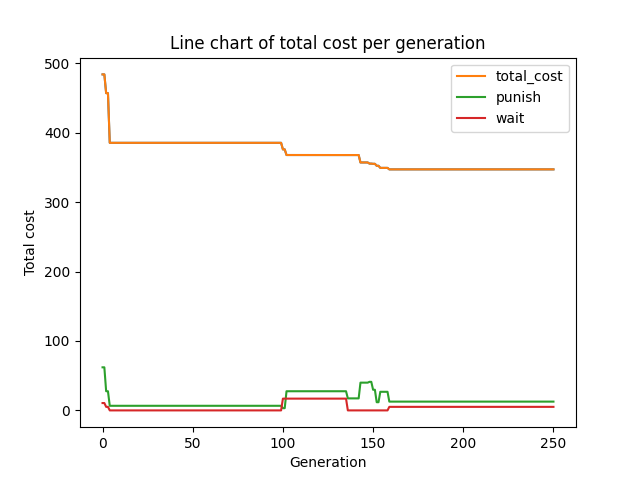 Line chart of total cost per generation
total_cost
punish
wait
500
400
300
200
100
0
Total cost
0 50 100 150 200 250
Generation